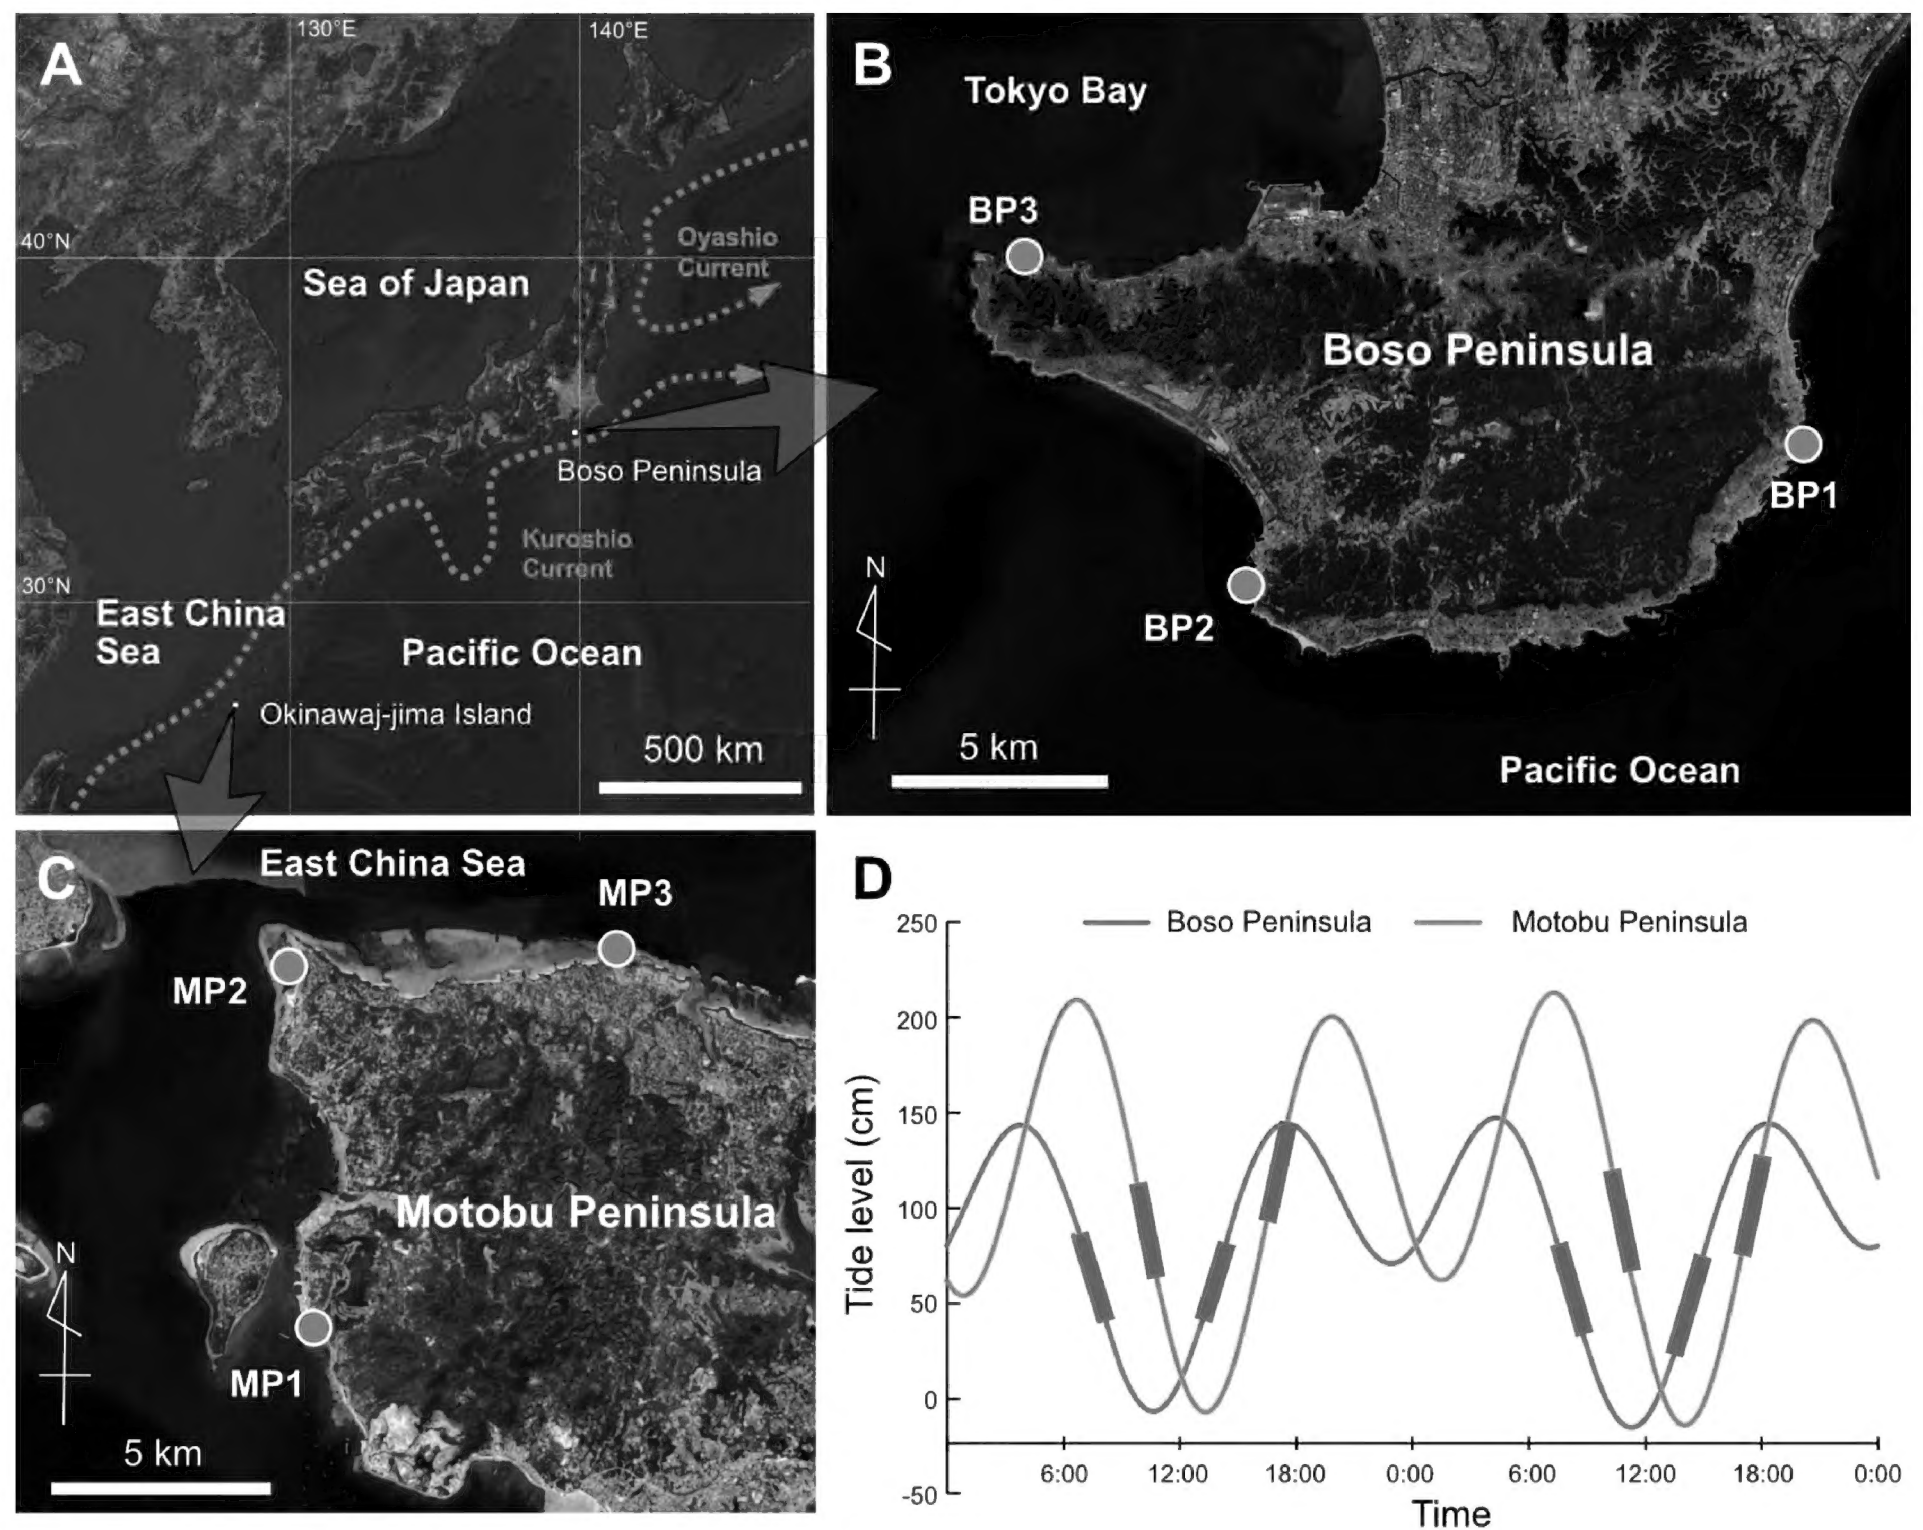 A
130°E
140°E
40°N
Oyashio
Current
Sea of Japan
Boso Peninsula
Kuroshio
Current
30°N
East China
Sea
Pacific Ocean
Okinawaj-jima Island
500 km
B
Tokyo Bay
BP3
Boso Peninsula
BP1
N
BP2
5 km
Pacific Ocean
C
East China Sea
MP3
MP2
Motobu Peninsula
N
MP1
5 km
D
Boso Peninsula
Motobu Peninsula
Tide level (cm)
250
200
150
100
50
0
-50
6:00 12:00 18:00 0:00 6:00 12:00 18:00 0:00
Time